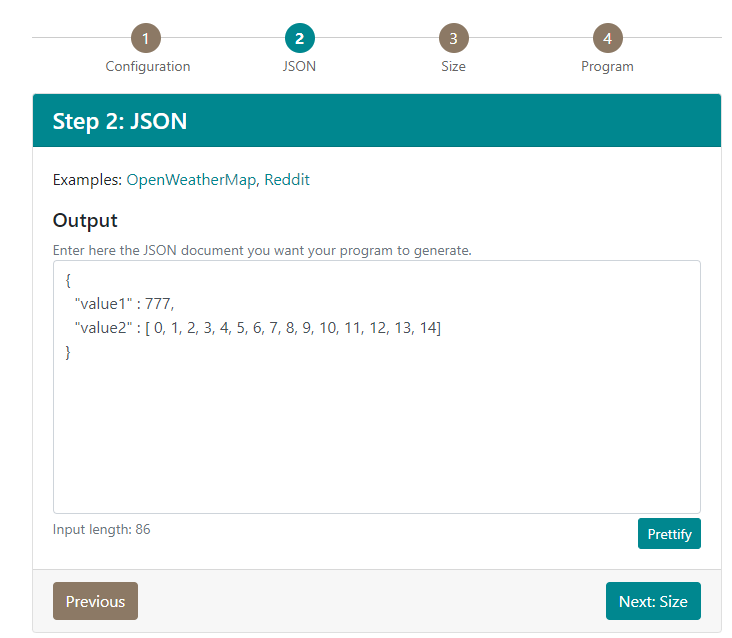 1 2 3 4
Configuration JSON Size Program
Step 2: JSON
Examples: OpenWeatherMap, Reddit
Output
Enter here the JSON document you want your program to generate.
{
"value1" : 777,
"value2" : [ 0, 1, 2, 3, 4, 5, 6, 7, 8, 9, 10, 11, 12, 13, 14]
}
Input length: 86
Prettify
Previous
Next: Size